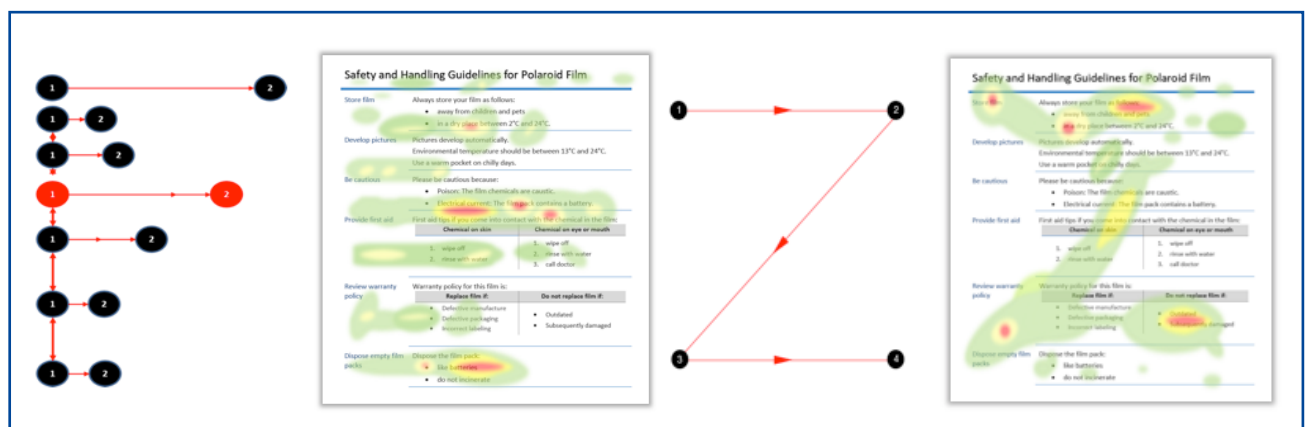 1
2
1
2
1
2
1
2
1
2
1
2
1
2
Safety and Handling Guidelines for Polaroid Film
Store film
Always store your film as follows:
• away from children and pets
• in a dry place between 2°C and 24°C.
Develop pictures
Pictures develop automatically.
Environmental temperature should be between 13°C and 24°C.
Use a warm pocket on chilly days.
Be cautious
Please be cautious because:
• Poison: The film chemicals are caustic.
• Electrical current: The film pack contains a battery.
Provide first aid
First aid tips if you come into contact with the chemical in the film:
Chemical on skin
Chemical on eye or mouth
1. wipe off
2. rinse with water
1. wipe off
2. rinse with water
3. call doctor
Review warranty
policy
Warranty policy for this film is:
Replace film if:
Do not replace film if:
• Defective manufacture
• Defective packaging
• Incorrect labeling
• Outdated
• Subsequently damaged
Dispose empty film
packs
Dispose the film pack:
• like batteries
• do not incinerate
1
2
3
4
Safety and Handling Guidelines for Polaroid Film
Store film
Always store your film as follows:
• away from children and pets
• in a dry place between 2°C and 24°C.
Develop pictures
Pictures develop automatically.
Environmental temperature should be between 13°C and 24°C.
Use a warm pocket on chilly days.
Be cautious
Please be cautious because:
• Poison: The film chemicals are caustic.
• Electrical current: The film pack contains a battery.
Provide first aid
First aid tips if you come into contact with the chemical in the film:
Chemical on skin
Chemical on eye or mouth
1. wipe off
2. rinse with water
1. wipe off
2. rinse with water
3. call doctor
Review warranty
policy
Warranty policy for this film is:
Replace film if:
Do not replace film if:
• Defective manufacture
• Defective packaging
• Incorrect labeling
• Outdated
• Subsequently damaged
Dispose empty film
packs
Dispose the film pack:
• like batteries
• do not incinerate